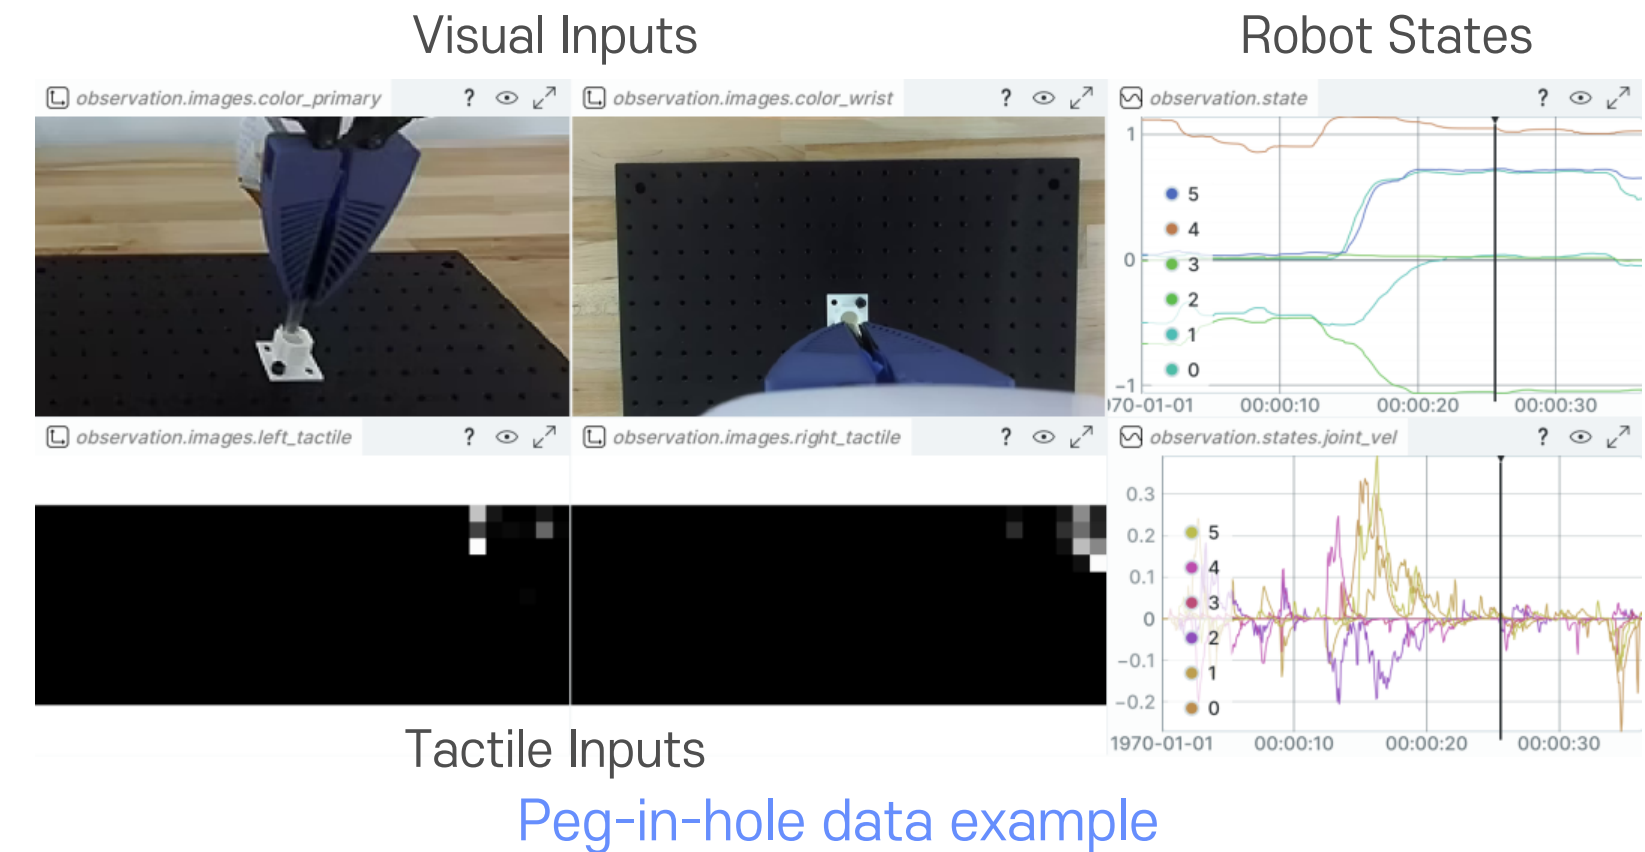 Visual Inputs
Robot States
observation.images.color_primary ?
observation.images.color_wrist ?
observation.state ?
1
0
-1
5
4
3
2
1
0
970-01-01 00:00:10 00:00:20 00:00:30
observation.images.left_tactile ?
observation.images.right_tactile ?
observation.states.joint_vel ?
0.3
0.2
0.1
0
-0.1
-0.2
5
4
3
2
1
0
1970-01-01 00:00:10 00:00:20 00:00:30
Tactile Inputs
Peg-in-hole data example